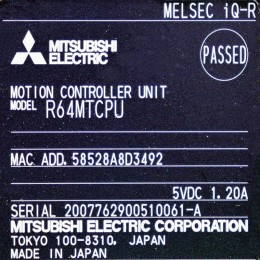 MELSEC iQ-R
MITSUBISHI
ELECTRIC
PASSED
MOTION CONTROLLER UNIT
MODEL R64MTCPU
MAC ADD. 58528A8D3492
5VDC 1.20A
SERIAL 2007762900510061-A
MITSUBISHI ELECTRIC CORPORATION
TOKYO 100-8310, JAPAN
MADE IN JAPAN